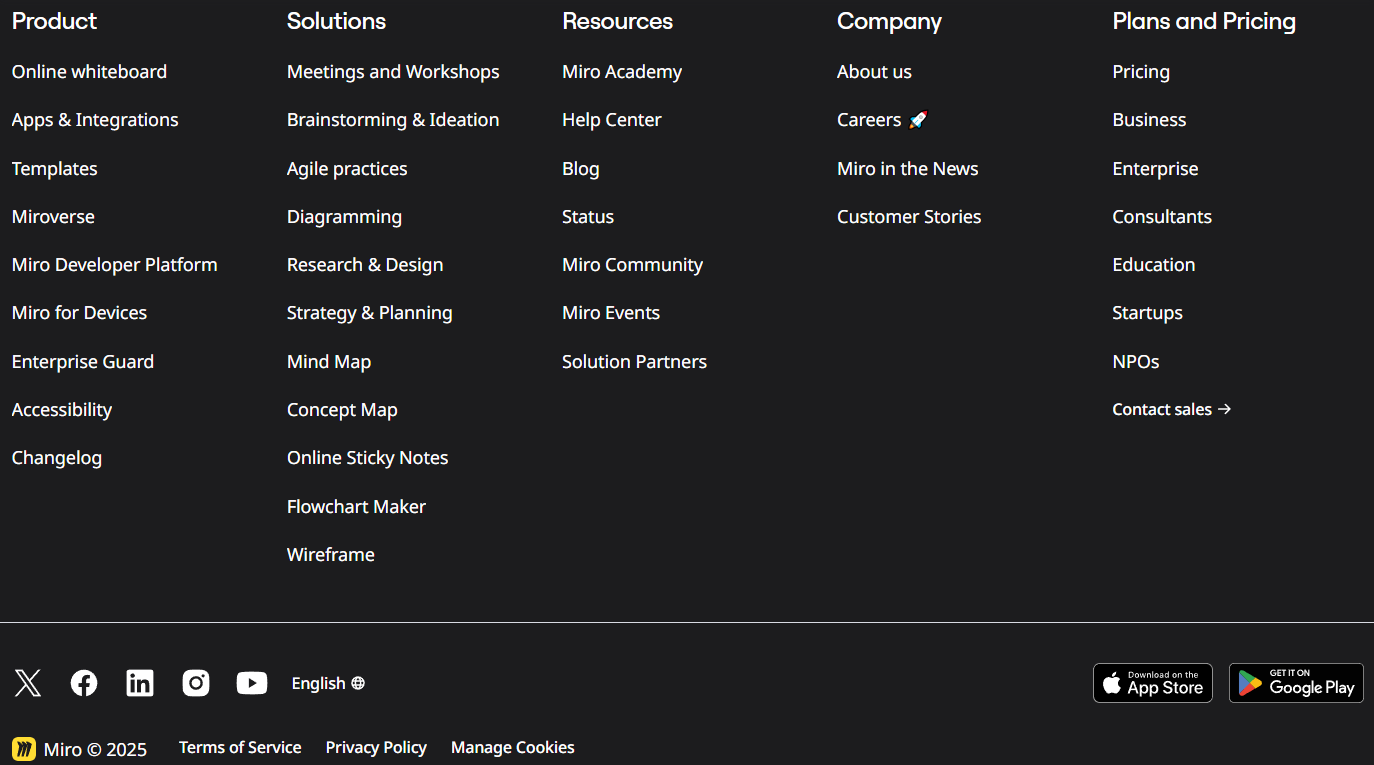 Product
Online whiteboard
Apps & Integrations
Templates
Miroverse
Miro Developer Platform
Miro for Devices
Enterprise Guard
Accessibility
Changelog
Solutions
Meetings and Workshops
Brainstorming & Ideation
Agile practices
Diagramming
Research & Design
Strategy & Planning
Mind Map
Concept Map
Online Sticky Notes
Flowchart Maker
Wireframe
Resources
Miro Academy
Help Center
Blog
Status
Miro Community
Miro Events
Solution Partners
Company
About us
Careers 🚀
Miro in the News
Customer Stories
Plans and Pricing
Pricing
Business
Enterprise
Consultants
Education
Startups
NPOs
Contact sales →
English
Download on the
App Store
GET IT ON
Google Play
Miro © 2025
Terms of Service
Privacy Policy
Manage Cookies